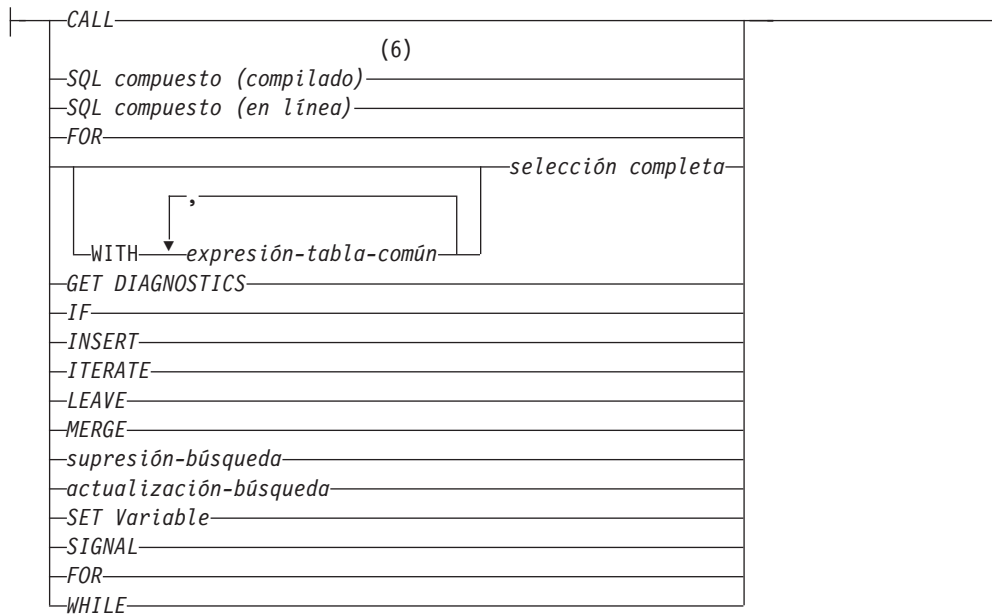 CALL
(6)
SQL compuesto (compilado)
SQL compuesto (en línea)
FOR
selección completa
,
WITH expresión-tabla-común
GET DIAGNOSTICS
IF
INSERT
ITERATE
LEAVE
MERGE
supresión-búsqueda
actualización-búsqueda
SET Variable
SIGNAL
FOR
WHILE